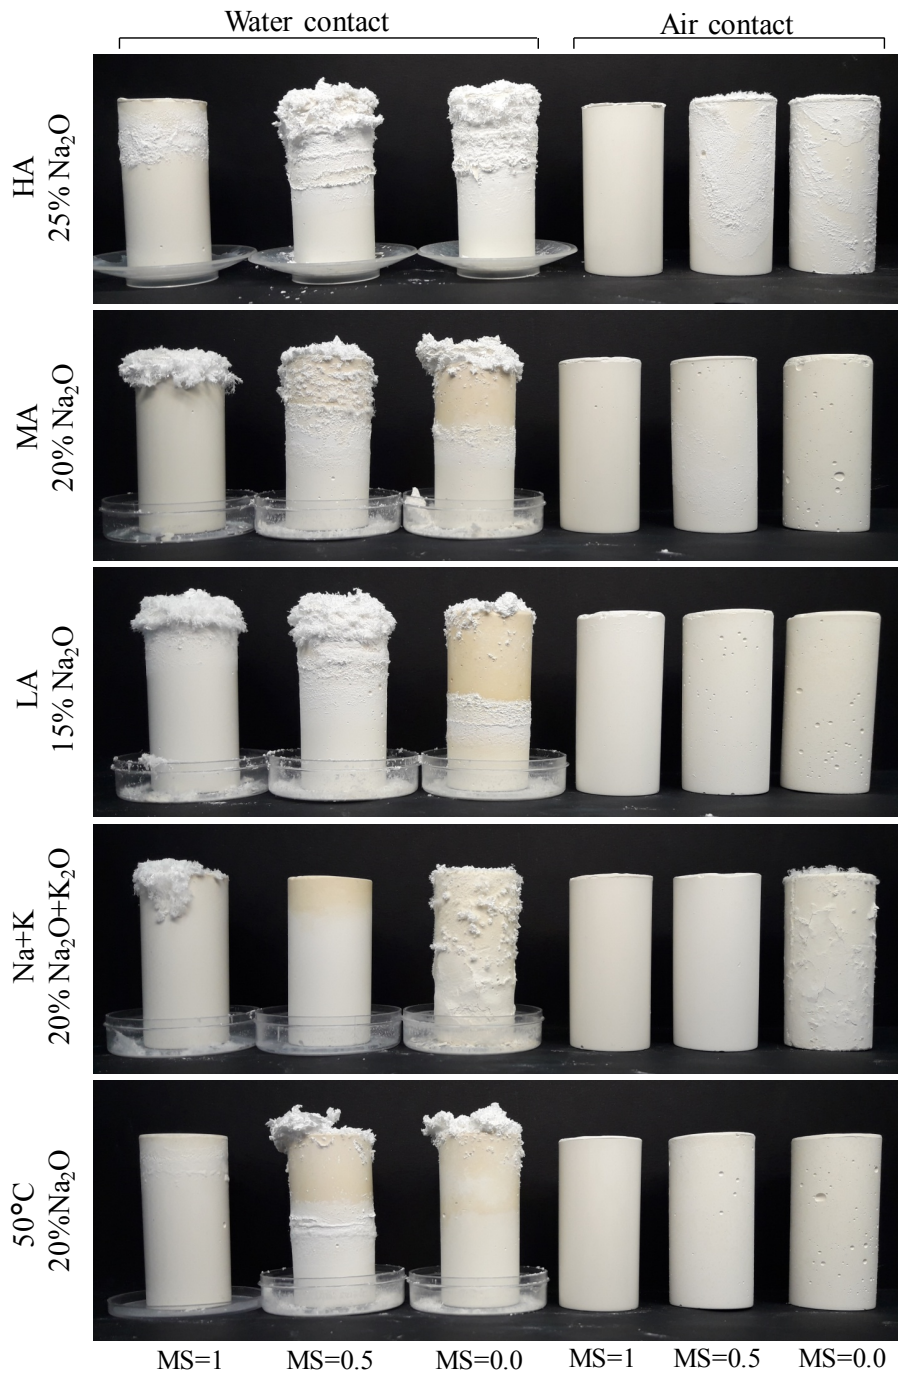 Water contact
Air contact
HA
25% Na₂O
MA
20% Na₂O
LA
15% Na₂O
Na+K
20% Na₂O+K₂O
50°C
20%Na₂O
MS=1 MS=0.5 MS=0.0 MS=1 MS=0.5 MS=0.0